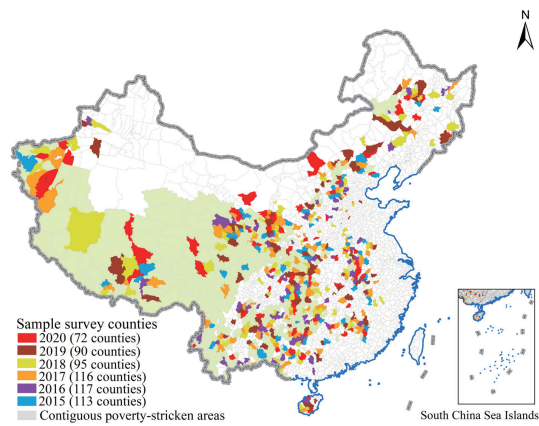 N
Sample survey counties
2020 (72 counties)
2019 (90 counties)
2018 (95 counties)
2017 (116 counties)
2016 (117 counties)
2015 (113 counties)
Contiguous poverty-stricken areas
South China Sea Islands